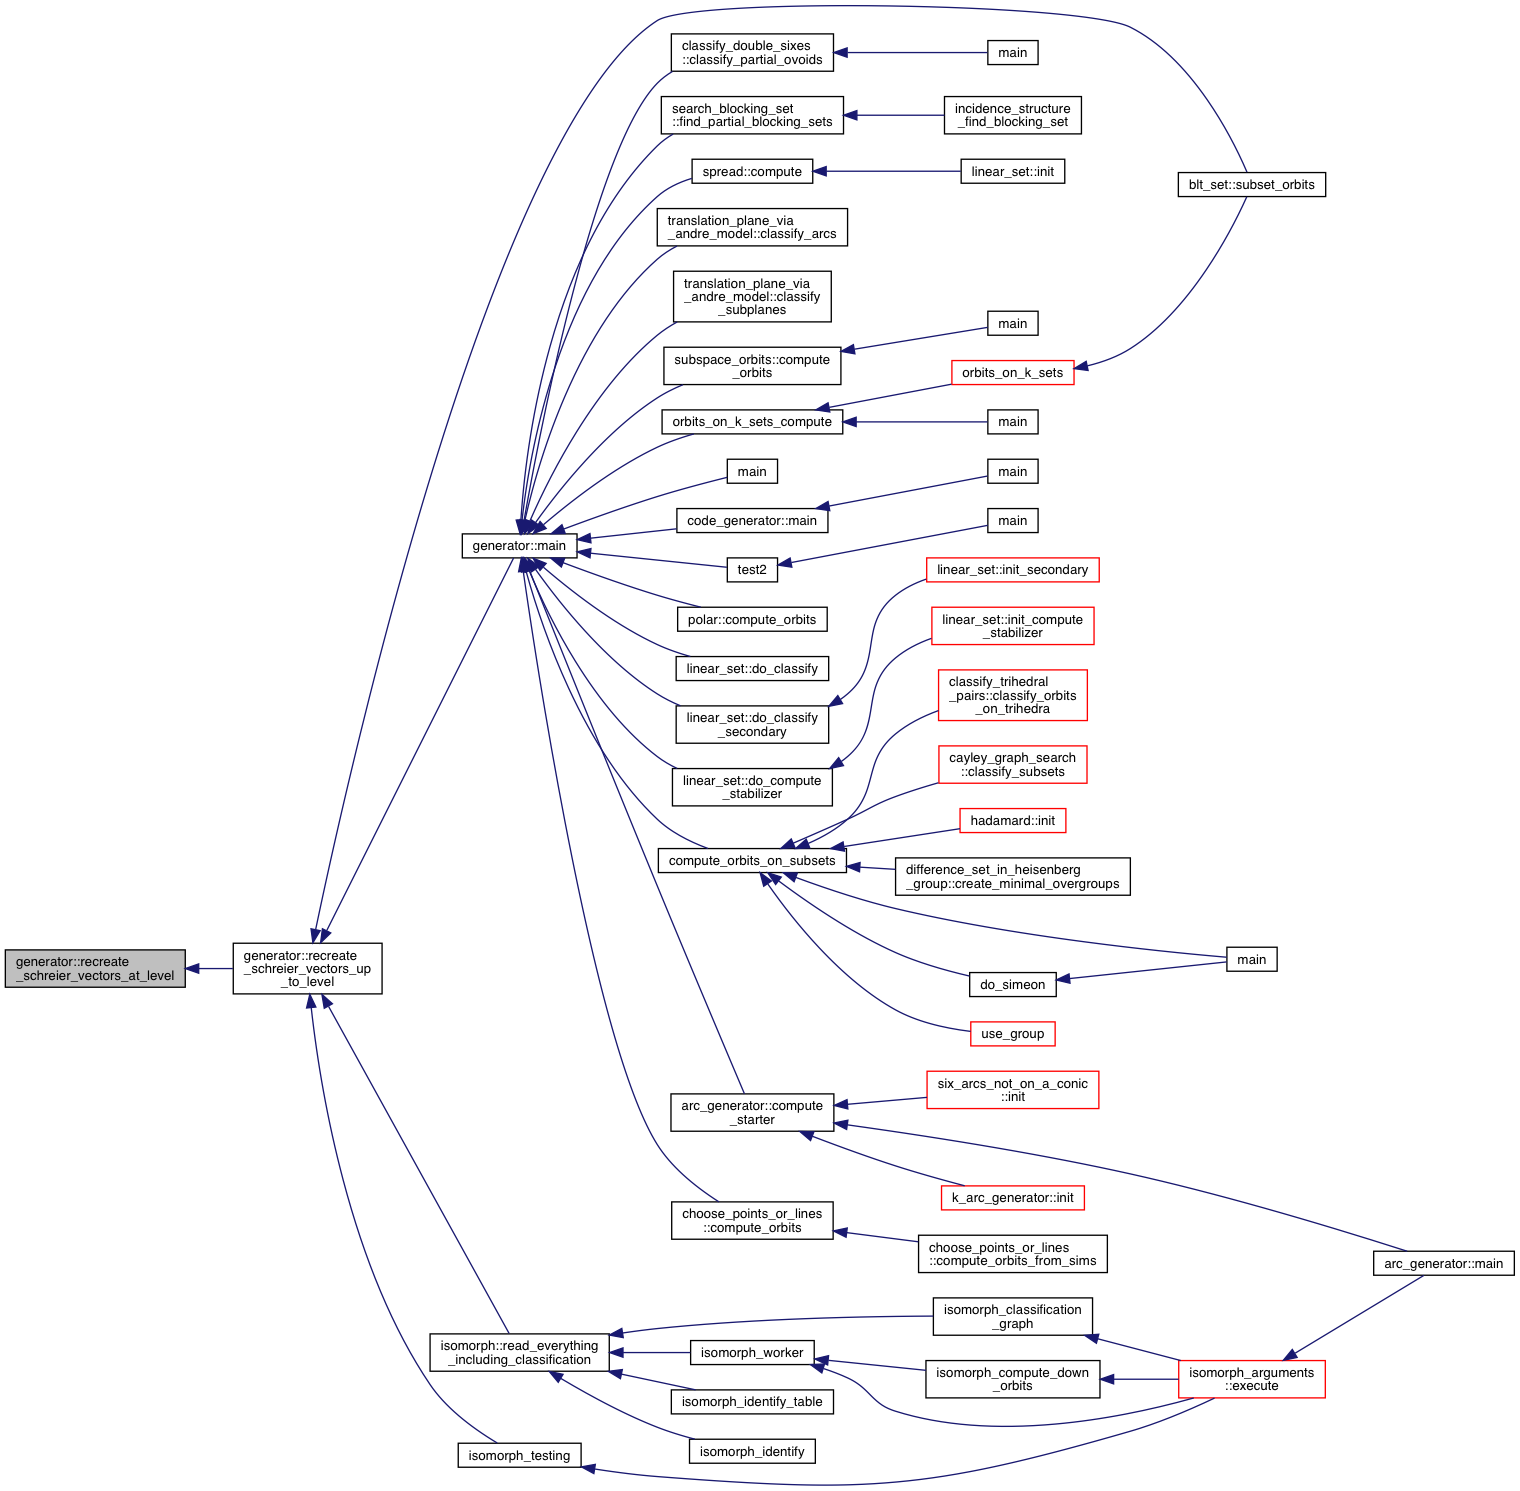 classify_double_sixes
::classify_partial_ovoids
main
search_blocking_set
::find_partial_blocking_sets
incidence_structure
_find_blocking_set
spread::compute
linear_set::init
blt_set::subset_orbits
translation_plane_via
_andre_model::classify_arcs
translation_plane_via
_andre_model::classify
_subplanes
main
subspace_orbits::compute
_orbits
orbits_on_k_sets
orbits_on_k_sets_compute
main
main
main
code_generator::main
main
generator::main
test2
linear_set::init_secondary
polar::compute_orbits
linear_set::init_compute
_stabilizer
linear_set::do_classify
classify_trihedral
_pairs::classify_orbits
_on_trihedra
linear_set::do_classify
_secondary
cayley_graph_search
::classify_subsets
linear_set::do_compute
_stabilizer
hadamard::init
compute_orbits_on_subsets
difference_set_in_heisenberg
_group::create_minimal_overgroups
generator::recreate
_schreier_vectors_at_level
generator::recreate
_schreier_vectors_up
_to_level
main
do_simeon
use_group
six_arcs_not_on_a_conic
::init
arc_generator::compute
_starter
k_arc_generator::init
choose_points_or_lines
::compute_orbits
choose_points_or_lines
::compute_orbits_from_sims
arc_generator::main
isomorph_classification
_graph
isomorph::read_everything
_including_classification
isomorph_worker
isomorph_compute_down
_orbits
isomorph_arguments
::execute
isomorph_identify_table
isomorph_identify
isomorph_testing